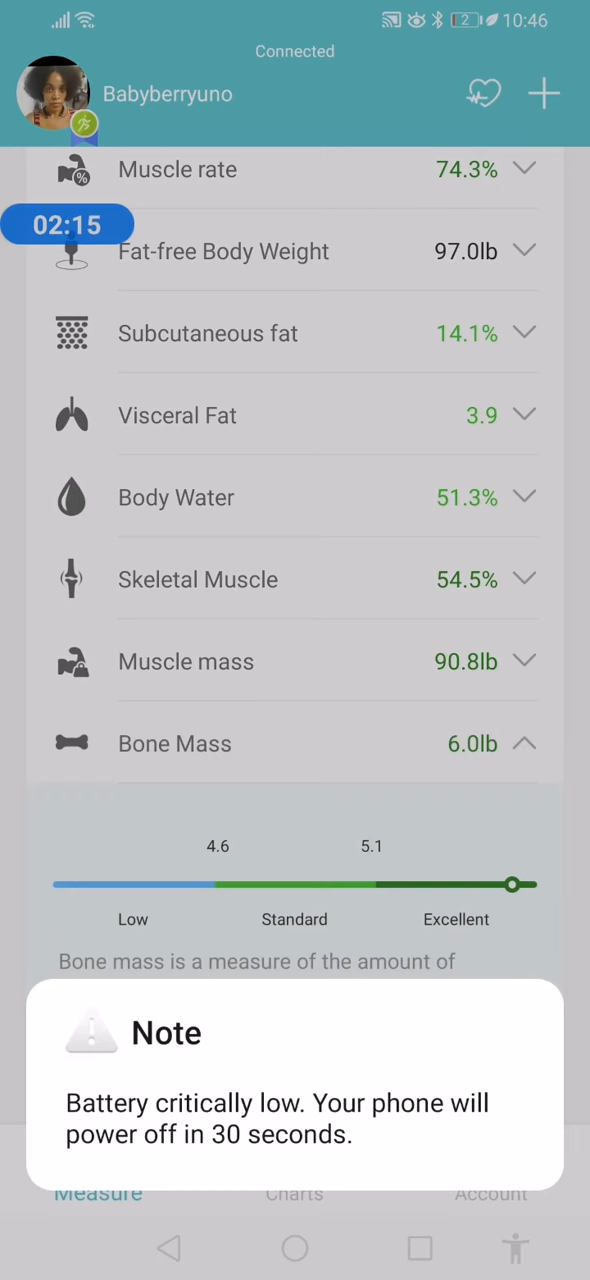 2 10:46
Connected
Babyberryuno
Muscle rate 74.3%
02:15
Fat-free Body Weight 97.0lb
Subcutaneous fat 14.1%
Visceral Fat 3.9
Body Water 51.3%
Skeletal Muscle 54.5%
Muscle mass 90.8lb
Bone Mass 6.0lb
4.6 5.1
Low Standard Excellent
Bone mass is a measure of the amount of
Note
Battery critically low. Your phone will
power off in 30 seconds.
Measure Charts Account